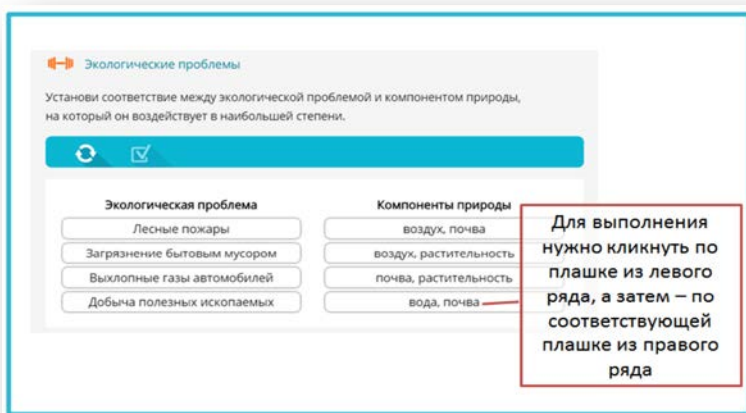 Экологические проблемы
Установи соответствие между экологической проблемой и компонентом природы,
на который он воздействует в наибольшей степени.
Экологическая проблема
Лесные пожары
Загрязнение бытовым мусором
Выхлопные газы автомобилей
Добыча полезных ископаемых
Компоненты природы
воздух, почва
воздух, растительность
почва, растительность
вода, почва
Для выполнения
нужно кликнуть по
плашке из левого
ряда, а затем – по
соответствующей
плашке из правого
ряда